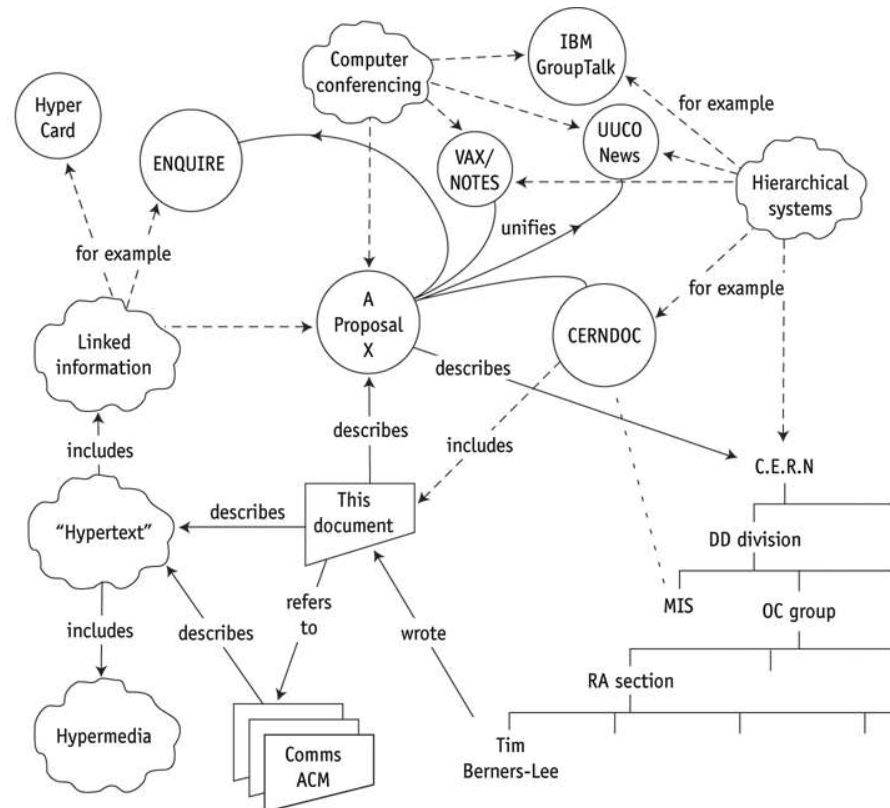 Computer
conferencing
IBM
GroupTalk
Hyper
Card
for example
ENQUIRE
VAX/
NOTES
UUCO
News
Hierarchical
systems
unifies
for example
for example
A
Proposal
X
Linked
information
CERNDOC
describes
includes
describes
includes
C.E.R.N
This
document
"Hypertext"
describes
DD division
refers
to
MIS
OC group
includes
describes
wrote
RA section
Hypermedia
Comms
ACM
Tim
Berners-Lee